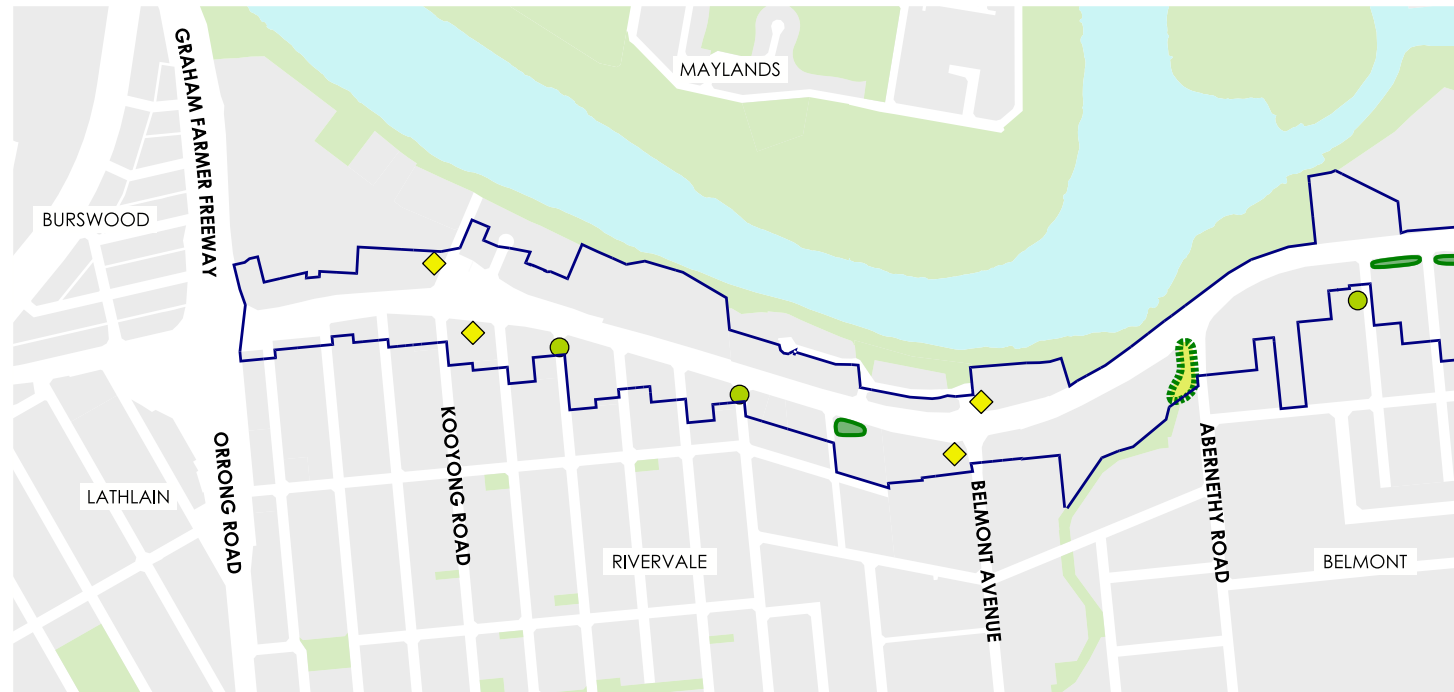 MAYLANDS
GRAHAM FARMER FREEWAY
BURSWOOD
KOOYONG ROAD
ORRONG ROAD
LATHLAIN
RIVERVALE
BELMONT AVENUE
ABERNETHY ROAD
BELMONT